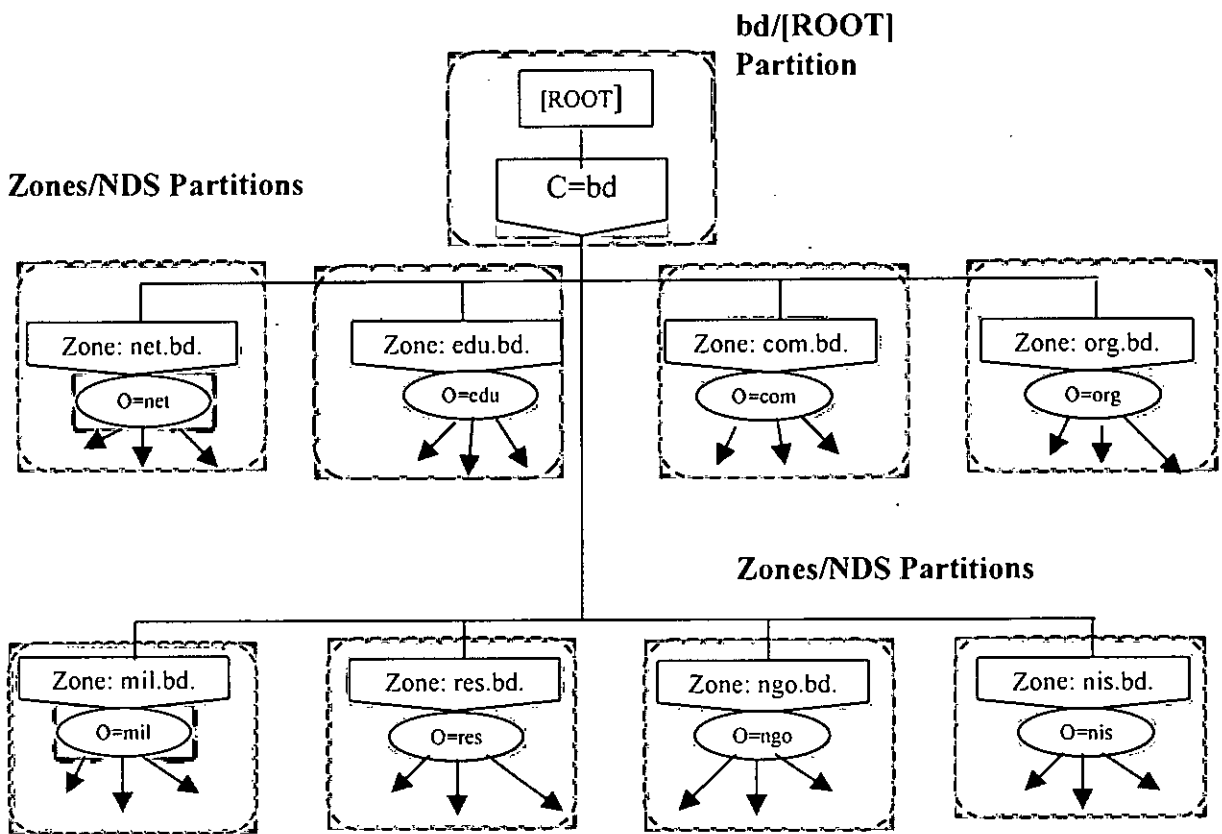 bd/[ROOT]
Partition
[ROOT]
C=bd
Zones/NDS Partitions
Zone: net.bd.
Zone: edu.bd.
Zone: com.bd.
Zone: org.bd.
O=net
O=edu
O=com
O=org
Zones/NDS Partitions
Zone: mil.bd.
Zone: res.bd.
Zone: ngo.bd.
Zone: nis.bd.
O=mil
O=res
O=ngo
O=nis